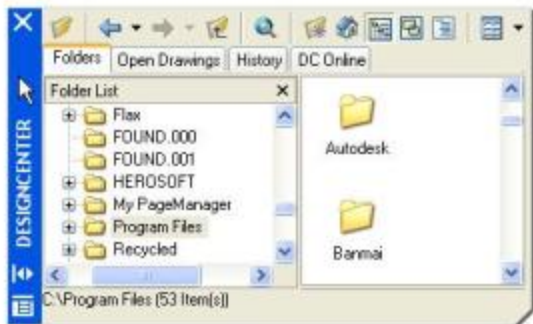 Folders Open Drawings History DC Online
Folder List
Flax
FOUND.000
FOUND.001
HEROSOFT
My PageManager
Program Files
Recycled
Autodesk
Banmai
DESIGNCENTER
C:\Program Files (53 Item(s))